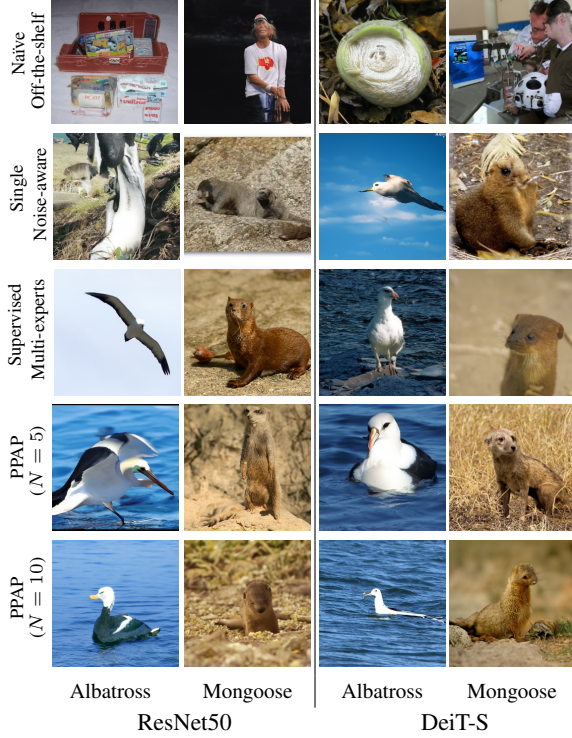 Naïve
Off-the-shelf
Single
Noise-aware
Supervised
Multi-experts
PPAP
(N = 5)
PPAP
(N = 10)
Albatross Mongoose Albatross Mongoose
ResNet50 DeiT-S